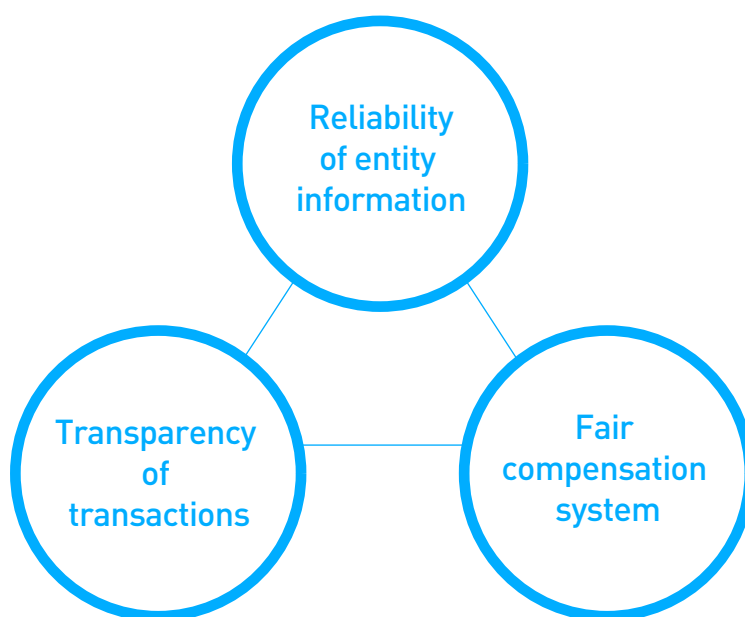 Reliability
of entity
information
Transparency
of
transactions
Fair
compensation
system